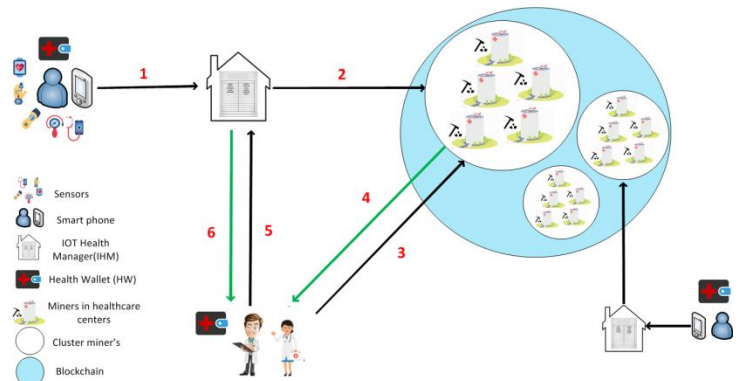 1
2
3
4
5
6
Sensors
Smart phone
IOT Health
Manager(IHM)
Health Wallet (HW)
Miners in healthcare
centers
Cluster miner's
Blockchain